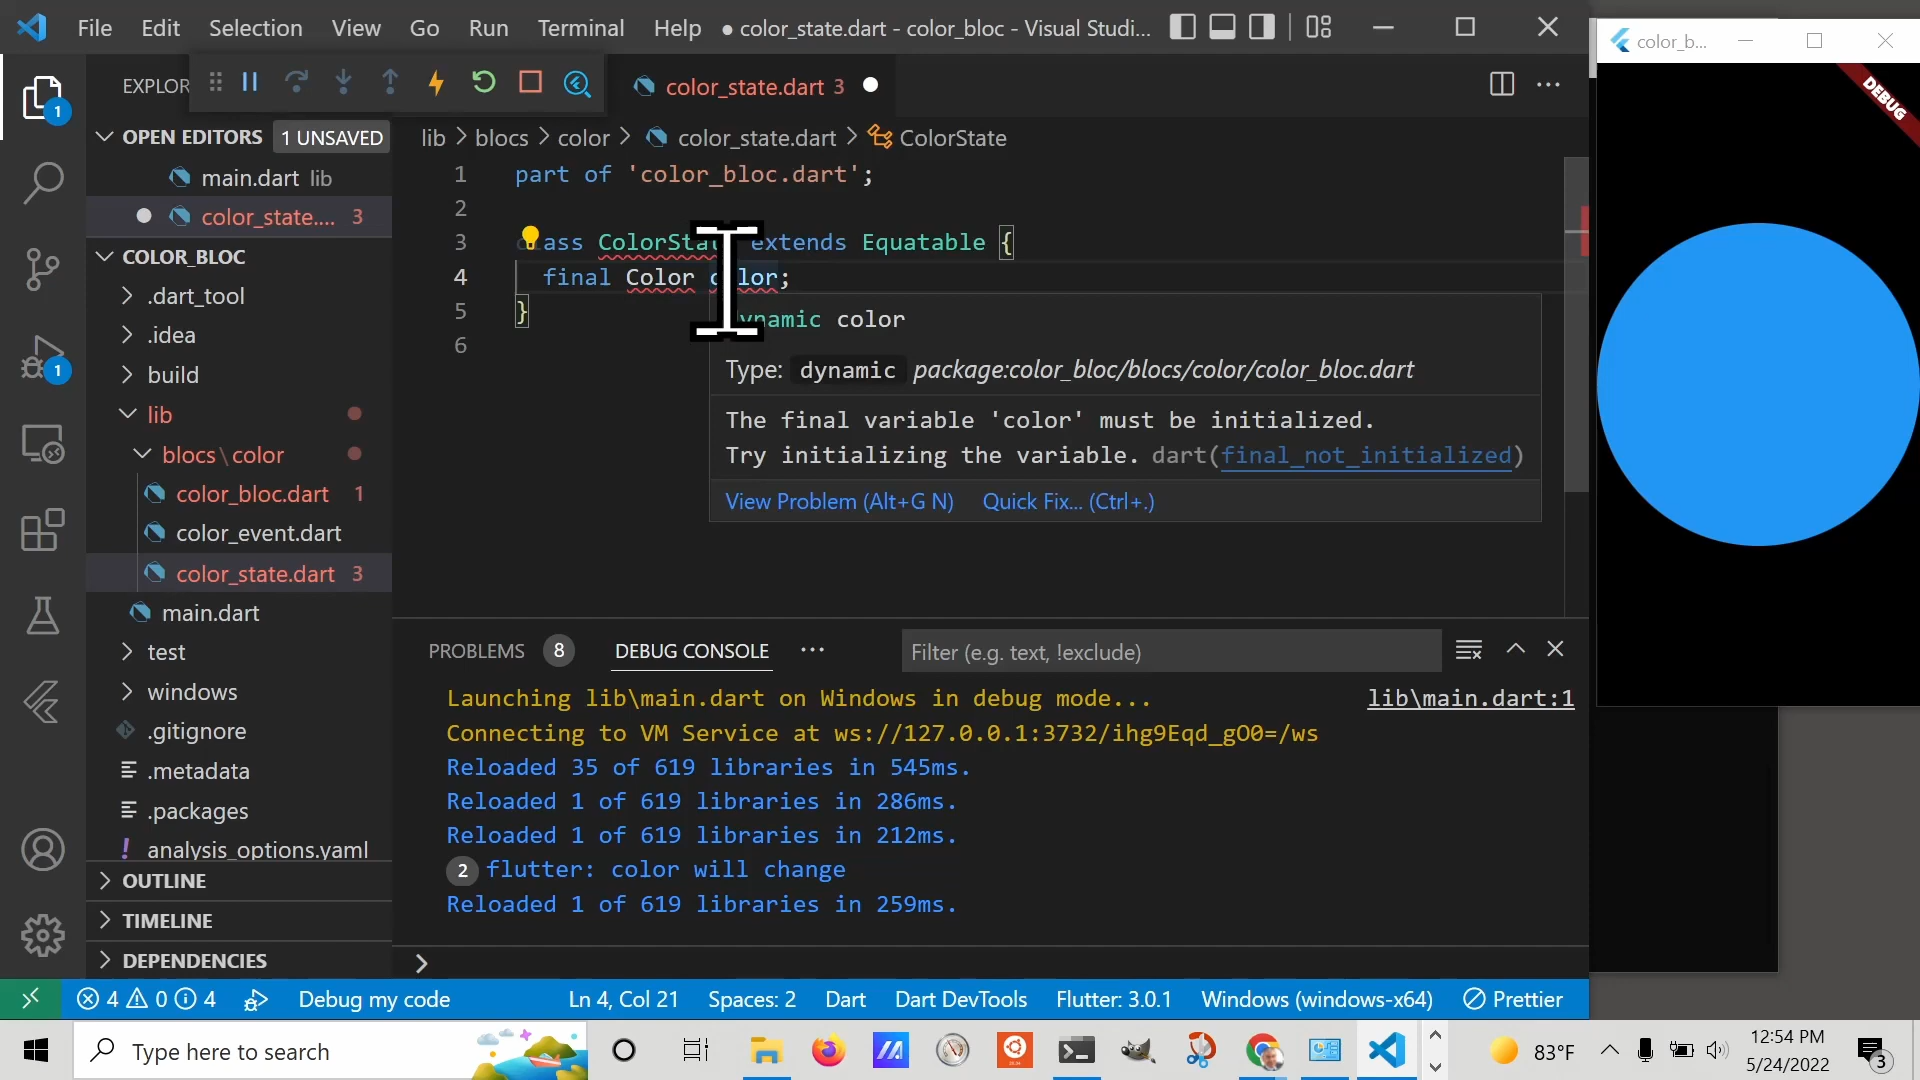 File Edit Selection View Go Run Terminal Help ● color_state.dart - color_bloc - Visual Studi...
color_b...
DEBUG
EXPLOR
color_state.dart 3
OPEN EDITORS 1 UNSAVED
main.dart lib
color_state.... 3
COLOR_BLOC
.dart_tool
.idea
build
lib
blocs\color
color_bloc.dart 1
color_event.dart
color_state.dart 3
main.dart
test
windows
.gitignore
.metadata
.packages
analysis_options.yaml
OUTLINE
TIMELINE
DEPENDENCIES
1
1
lib > blocs > color > color_state.dart > ColorState
1 part of 'color_bloc.dart';
2
3 class ColorState extends Equatable {
4 final Color color;
5 }
6
dynamic color
Type: dynamic package:color_bloc/blocs/color/color_bloc.dart
The final variable 'color' must be initialized.
Try initializing the variable. dart(final_not_initialized)
View Problem (Alt+G N) Quick Fix... (Ctrl+.)
PROBLEMS 8 DEBUG CONSOLE ... Filter (e.g. text, !exclude)
Launching lib\main.dart on Windows in debug mode... lib\main.dart:1
Connecting to VM Service at ws://127.0.0.1:3732/ihg9Eqd_gO0=/ws
Reloaded 35 of 619 libraries in 545ms.
Reloaded 1 of 619 libraries in 286ms.
Reloaded 1 of 619 libraries in 212ms.
2 flutter: color will change
Reloaded 1 of 619 libraries in 259ms.
4 0 4 Debug my code Ln 4, Col 21 Spaces: 2 Dart Dart DevTools Flutter: 3.0.1 Windows (windows-x64) Prettier
Type here to search
83°F
12:54 PM
5/24/2022
3